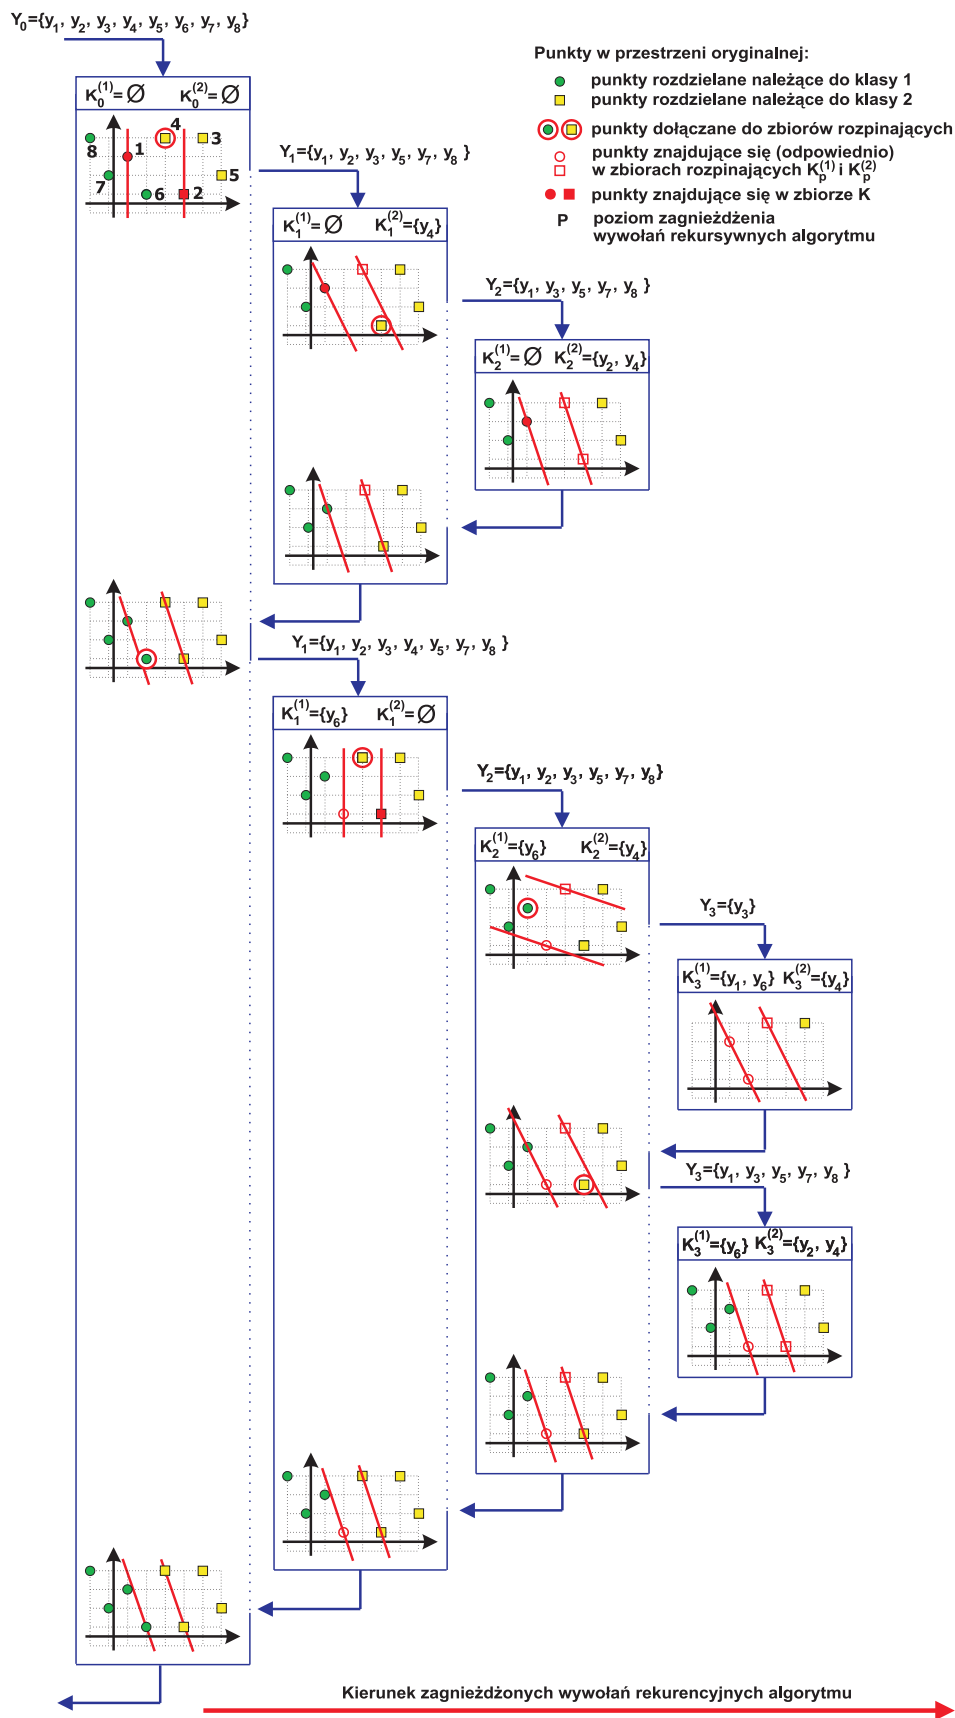 Y₀={y₁, y₂, y₃, y₄, y₅, y₆, y₇, y₈}
Punkty w przestrzeni oryginalnej:
punkty rozdzielane należące do klasy 1
punkty rozdzielane należące do klasy 2
punkty dołączane do zbiorów rozpinających
punkty znajdujące się (odpowiednio)
w zbiorach rozpinających Kₚ⁽¹⁾ i Kₚ⁽²⁾
punkty znajdujące się w zbiorze K
P poziom zagnieżdżenia
wywołań rekursywnych algorytmu
K₀⁽¹⁾=Ø K₀⁽²⁾=Ø
4
8 1 3
7 5
6 2
Y₁={y₁, y₂, y₃, y₅, y₇, y₈ }
K₁⁽¹⁾=Ø K₁⁽²⁾={y₄}
Y₂={y₁, y₃, y₅, y₇, y₈ }
K₂⁽¹⁾=Ø K₂⁽²⁾={y₂, y₄}
Y₁={y₁, y₂, y₃, y₄, y₅, y₇, y₈ }
K₁⁽¹⁾={y₆} K₁⁽²⁾=Ø
Y₂={y₁, y₂, y₃, y₅, y₇, y₈}
K₂⁽¹⁾={y₆} K₂⁽²⁾={y₄}
Y₃={y₃}
K₃⁽¹⁾={y₁, y₆} K₃⁽²⁾={y₄}
Y₃={y₁, y₃, y₅, y₇, y₈ }
K₃⁽¹⁾={y₆} K₃⁽²⁾={y₂, y₄}
Kierunek zagnieżdżonych wywołań rekurencyjnych algorytmu